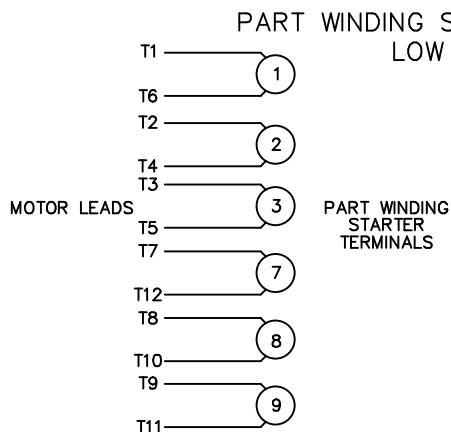 PART WINDING
LOW
T1
1
T6
T2
2
T4
T3
MOTOR LEADS
3
PART WINDING
STARTER
TERMINALS
T5
T7
7
T12
T8
8
T10
T9
9
T11